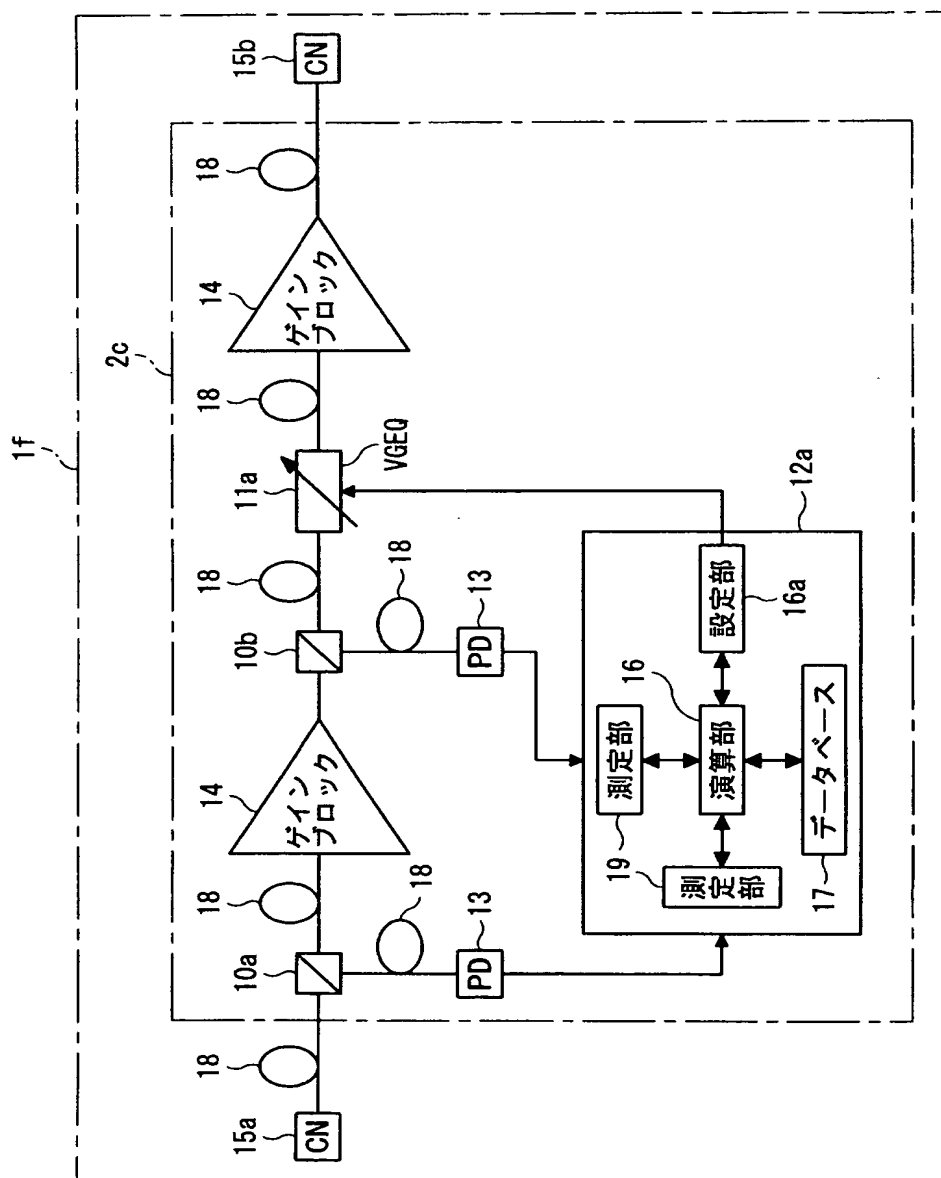 1f
2c
15a
CN
18
10a
18
14
ゲイン
ブロック
10b
18
11a
VGEQ
18
14
ゲイン
ブロック
18
15b
CN
18
13
PD
18
13
PD
12a
19
測定部
測定部
16
演算部
設定部
16a
17
データベース